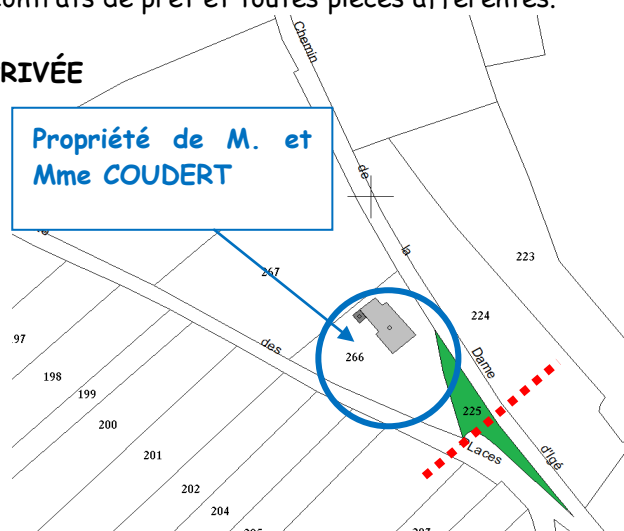 contrats de prêt et toutes pièces afférentes.
RIVÉE
Propriété de M. et
Mme COUDERT
Chemin
de
la
Dame
d'Igé
des
Laces
267
266
223
224
225
97
198
199
200
201
202
204